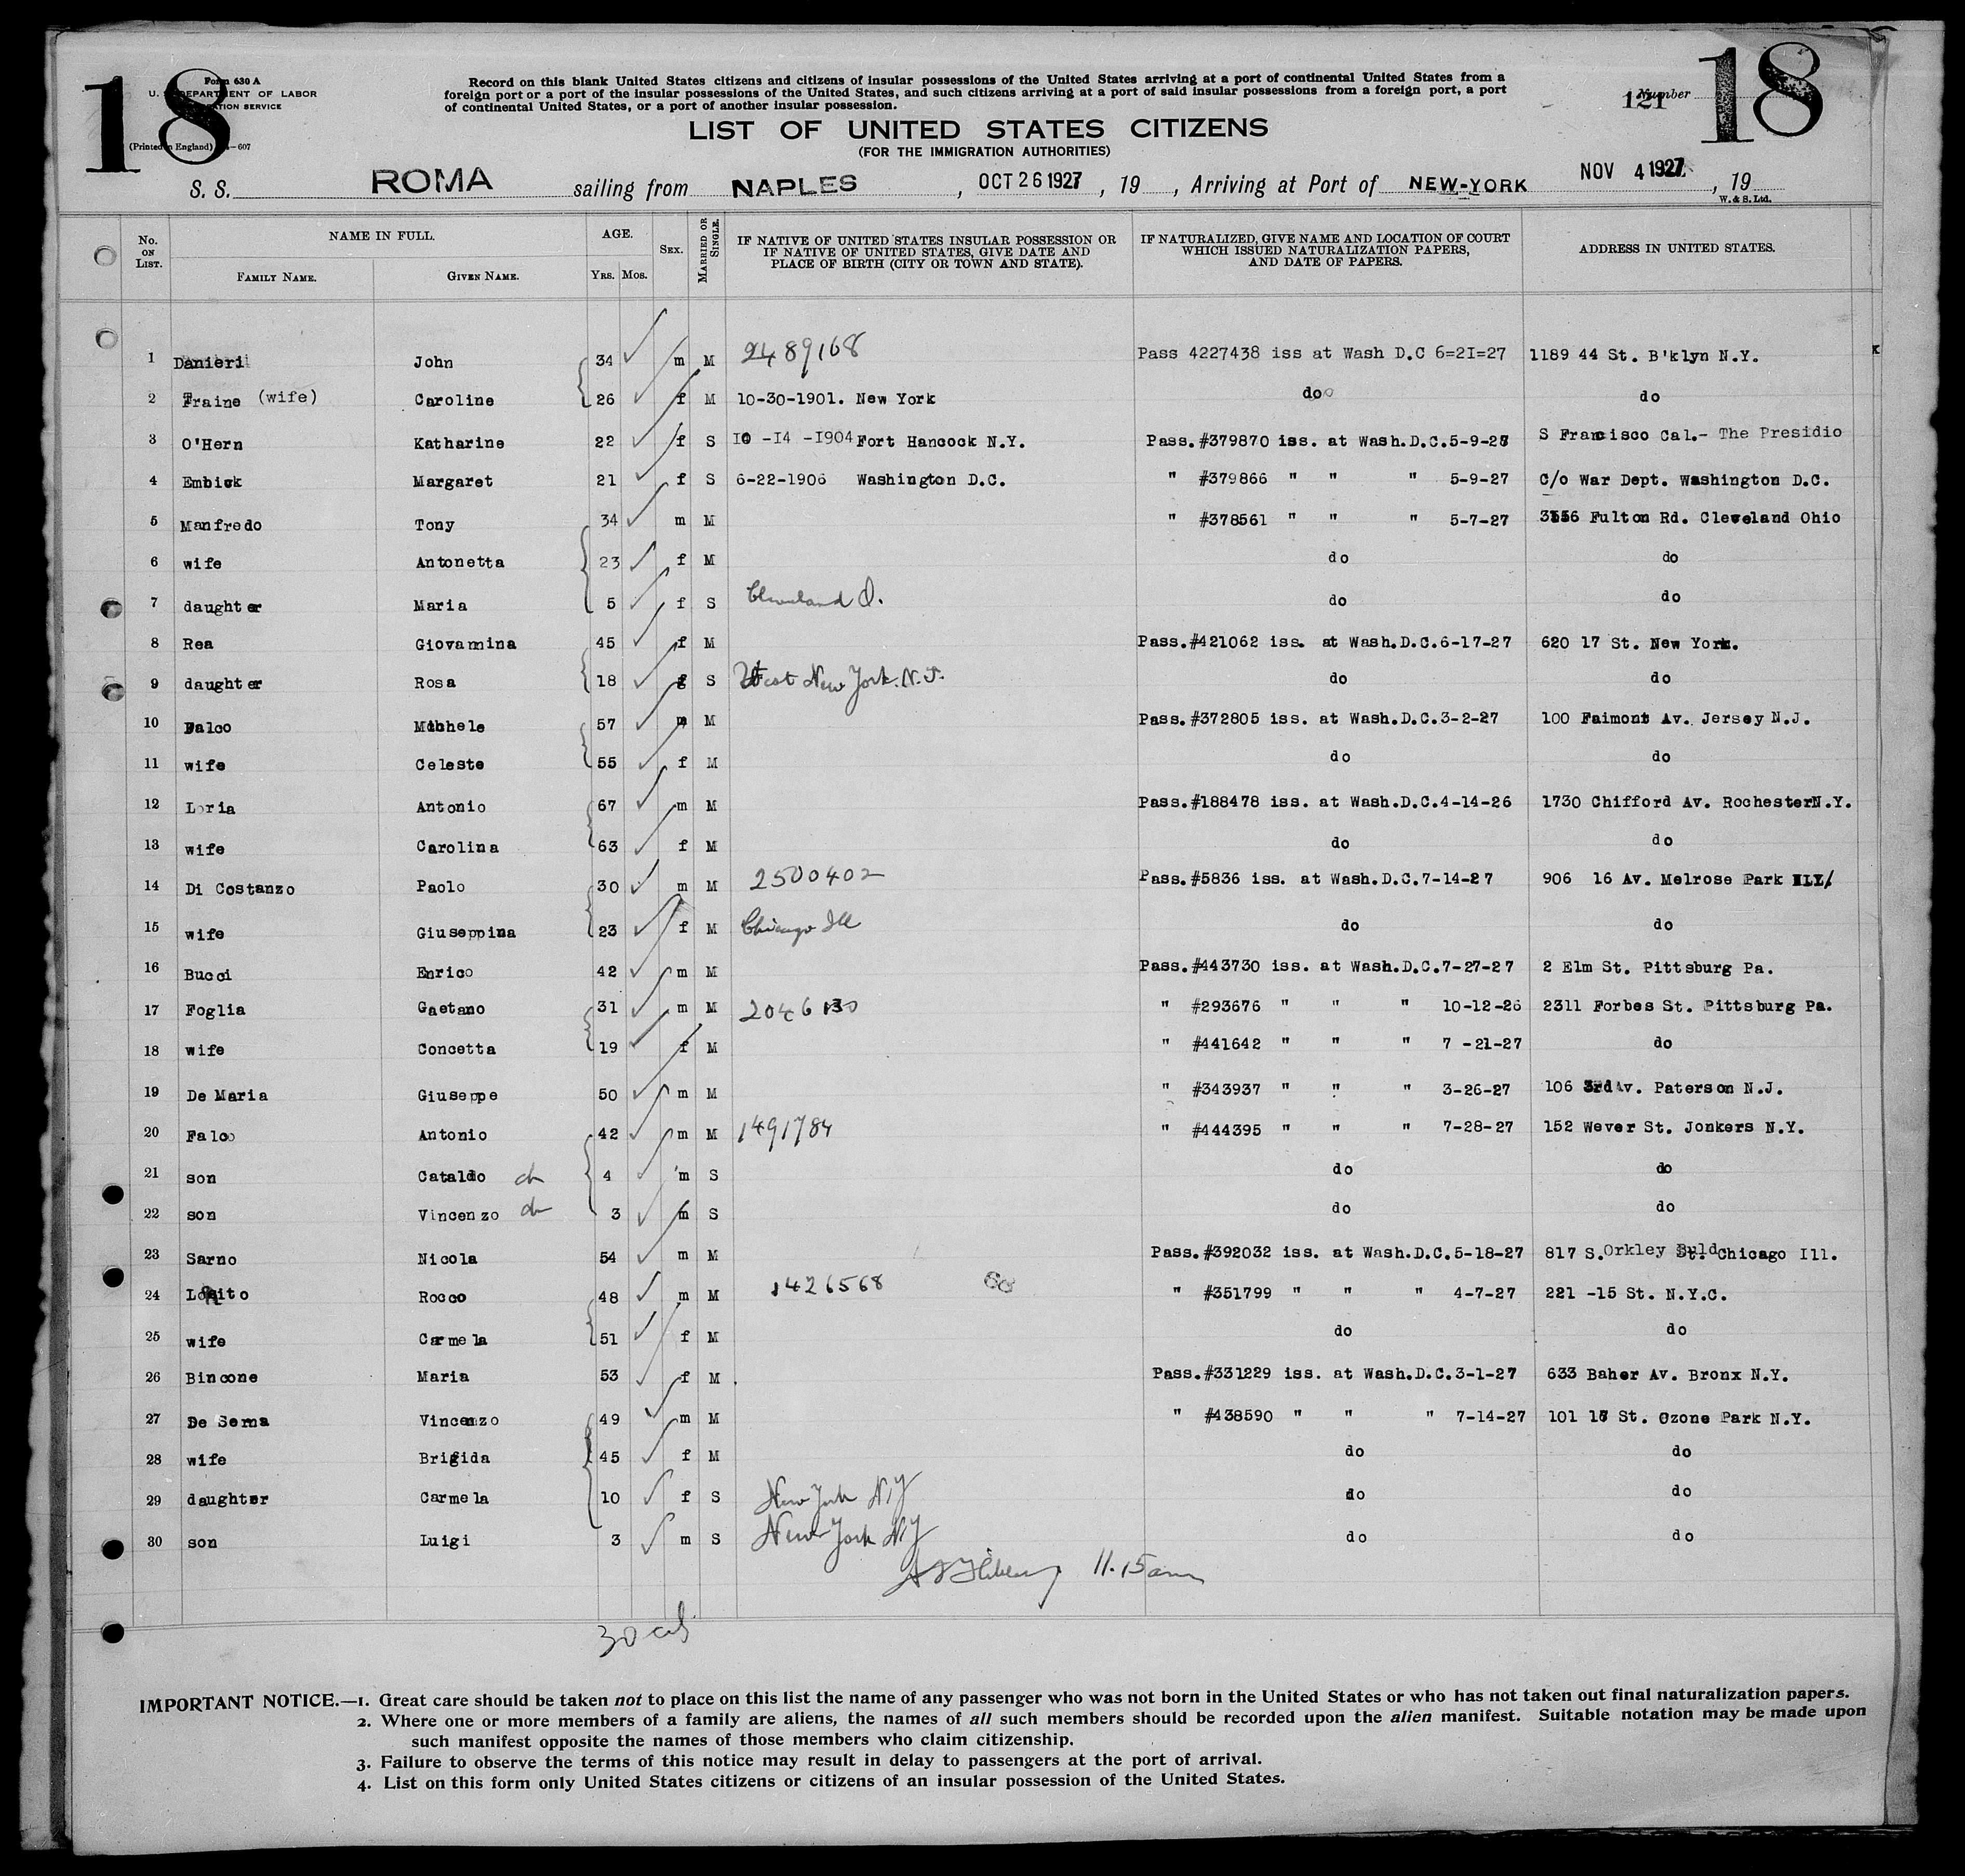 18
Form 630 A
U. S. DEPARTMENT OF LABOR
IMMIGRATION SERVICE
(Printed in England) —607
Record on this blank United States citizens and citizens of insular possessions of the United States arriving at a port of continental United States from a
foreign port or a port of the insular possessions of the United States, and such citizens arriving at a port of said insular possessions from a foreign port, a port
of continental United States, or a port of another insular possession.
Number
121
18
LIST OF UNITED STATES CITIZENS
(FOR THE IMMIGRATION AUTHORITIES)
S. S. ROMA sailing from NAPLES , OCT 26 1927 , 19 , Arriving at Port of NEW-YORK NOV 4 1927 , 19
W. & S. Ltd.
No. ON LIST. NAME IN FULL. FAMILY NAME. GIVEN NAME. AGE. YRS. MOS. SEX. MARRIED OR SINGLE. IF NATIVE OF UNITED STATES INSULAR POSSESSION OR IF NATIVE OF UNITED STATES, GIVE DATE AND PLACE OF BIRTH (CITY OR TOWN AND STATE). IF NATURALIZED, GIVE NAME AND LOCATION OF COURT WHICH ISSUED NATURALIZATION PAPERS, AND DATE OF PAPERS. ADDRESS IN UNITED STATES.
1 Danieri John 34 m M 2489168 Pass 4227438 iss at Wash D.C 6=2I=27 1189 44 St. B'klyn N.Y.
2 Fraine (wife) Caroline 26 f M 10-30-1901. New York do do
3 O'Hern Katharine 22 f S I0 -I4 -I904 Fort Hancock N.Y. Pass.#379870 iss. at Wash.D.C.5-9-27 S Francisco Cal.- The Presidio
4 Embick Margaret 21 f S 6-22-1906 Washington D.C. " #379866 " " " 5-9-27 C/o War Dept. Washington D.C.
5 Manfredo Tony 34 m M " #378561 " " " 5-7-27 3156 Fulton Rd. Cleveland Ohio
6 wife Antonetta 23 f M do do
7 daughter Maria 5 f S Cleveland O. do do
8 Rea Giovannina 45 f M Pass.#421062 iss. at Wash.D.C.6-17-27 620 17 St. New York.
9 daughter Rosa 18 f S West New York. N.J. do do
10 Falco Michele 57 m M Pass.#372805 iss. at Wash.D.C.3-2-27 100 Faimont Av. Jersey N.J.
11 wife Celeste 55 f M do do
12 Loria Antonio 67 m M Pass.#188478 iss. at Wash.D.C.4-14-26 1730 Chifford Av. RochesterN.Y.
13 wife Carolina 63 f M do do
14 Di Costanzo Paolo 30 m M 2500402 Pass.#5836 iss. at Wash.D.C.7-14-27 906 16 Av. Melrose Park ILL/
15 wife Giuseppina 23 f M Chicago Ill do do
16 Bucci Enrico 42 m M Pass.#443730 iss. at Wash.D.C.7-27-27 2 Elm St. Pittsburg Pa.
17 Foglia Gaetano 31 m M 2046130 " #293676 " " " 10-12-26 2311 Forbes St. Pittsburg Pa.
18 wife Concetta 19 f M " #441642 " " " 7 -21-27 do
19 De Maria Giuseppe 50 m M " #343937 " " " 3-26-27 106 3rd Av. Paterson N.J.
20 Falco Antonio 42 m M 1491784 " #444395 " " " 7-28-27 152 Wever St. Jonkers N.Y.
21 son Cataldo ch 4 m S do do
22 son Vincenzo ch 3 m S do do
23 Sarno Nicola 54 m M Pass.#392032 iss. at Wash.D.C.5-18-27 817 S. Orkley Buld Chicago Ill.
24 Losito Rocco 48 m M 1426568 " #351799 " " " 4-7-27 221 -15 St. N.Y.C.
25 wife Carmela 51 f M do do
26 Bincone Maria 53 f M . Pass.#331229 iss. at Wash.D.C.3-1-27 633 Baher Av. Bronx N.Y.
27 De Sema Vincenzo 49 m M " #438590 " " " 7-14-27 101 St. Ozone Park N.Y.
28 wife Brigida 45 f M do do
29 daughter Carmela 10 f S New York NY do do
30 son Luigi 3 m S New York NY do do
11.15 am
30
IMPORTANT NOTICE.—1. Great care should be taken not to place on this list the name of any passenger who was not born in the United States or who has not taken out final naturalization papers.
2. Where one or more members of a family are aliens, the names of all such members should be recorded upon the alien manifest. Suitable notation may be made upon
such manifest opposite the names of those members who claim citizenship.
3. Failure to observe the terms of this notice may result in delay to passengers at the port of arrival.
4. List on this form only United States citizens or citizens of an insular possession of the United States.